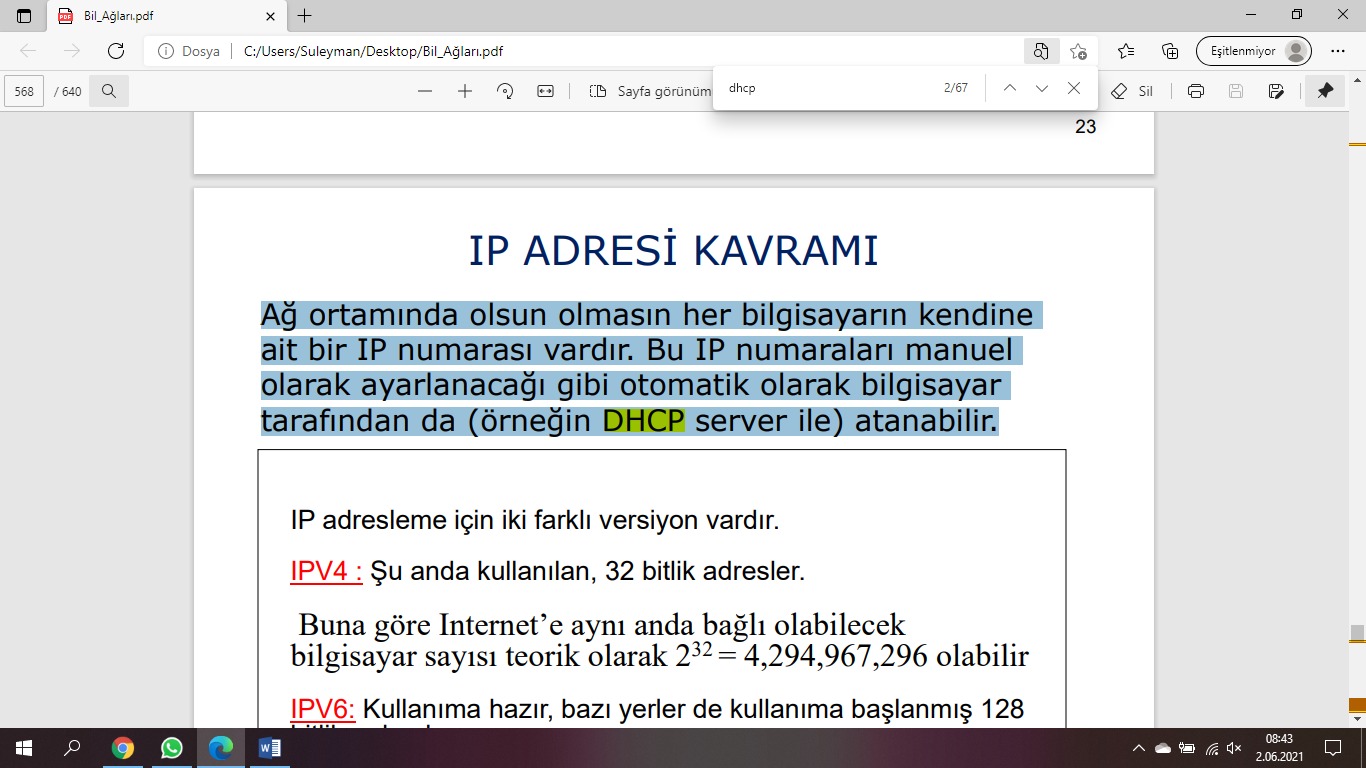 Bil_Ağları.pdf
Dosya C:/Users/Suleyman/Desktop/Bil_Ağları.pdf
Eşitlenmiyor
568 / 640
Sayfa görünüm
dhcp 2/67
Sil
23
IP ADRESİ KAVRAMI
Ağ ortamında olsun olmasın her bilgisayarın kendine
ait bir IP numarası vardır. Bu IP numaraları manuel
olarak ayarlanacağı gibi otomatik olarak bilgisayar
tarafından da (örneğin DHCP server ile) atanabilir.
IP adresleme için iki farklı versiyon vardır.
IPV4 : Şu anda kullanılan, 32 bitlik adresler.
Buna göre Internet’e aynı anda bağlı olabilecek
bilgisayar sayısı teorik olarak 2³² = 4,294,967,296 olabilir
IPV6: Kullanıma hazır, bazı yerler de kullanıma başlanmış 128
08:43
2.06.2021